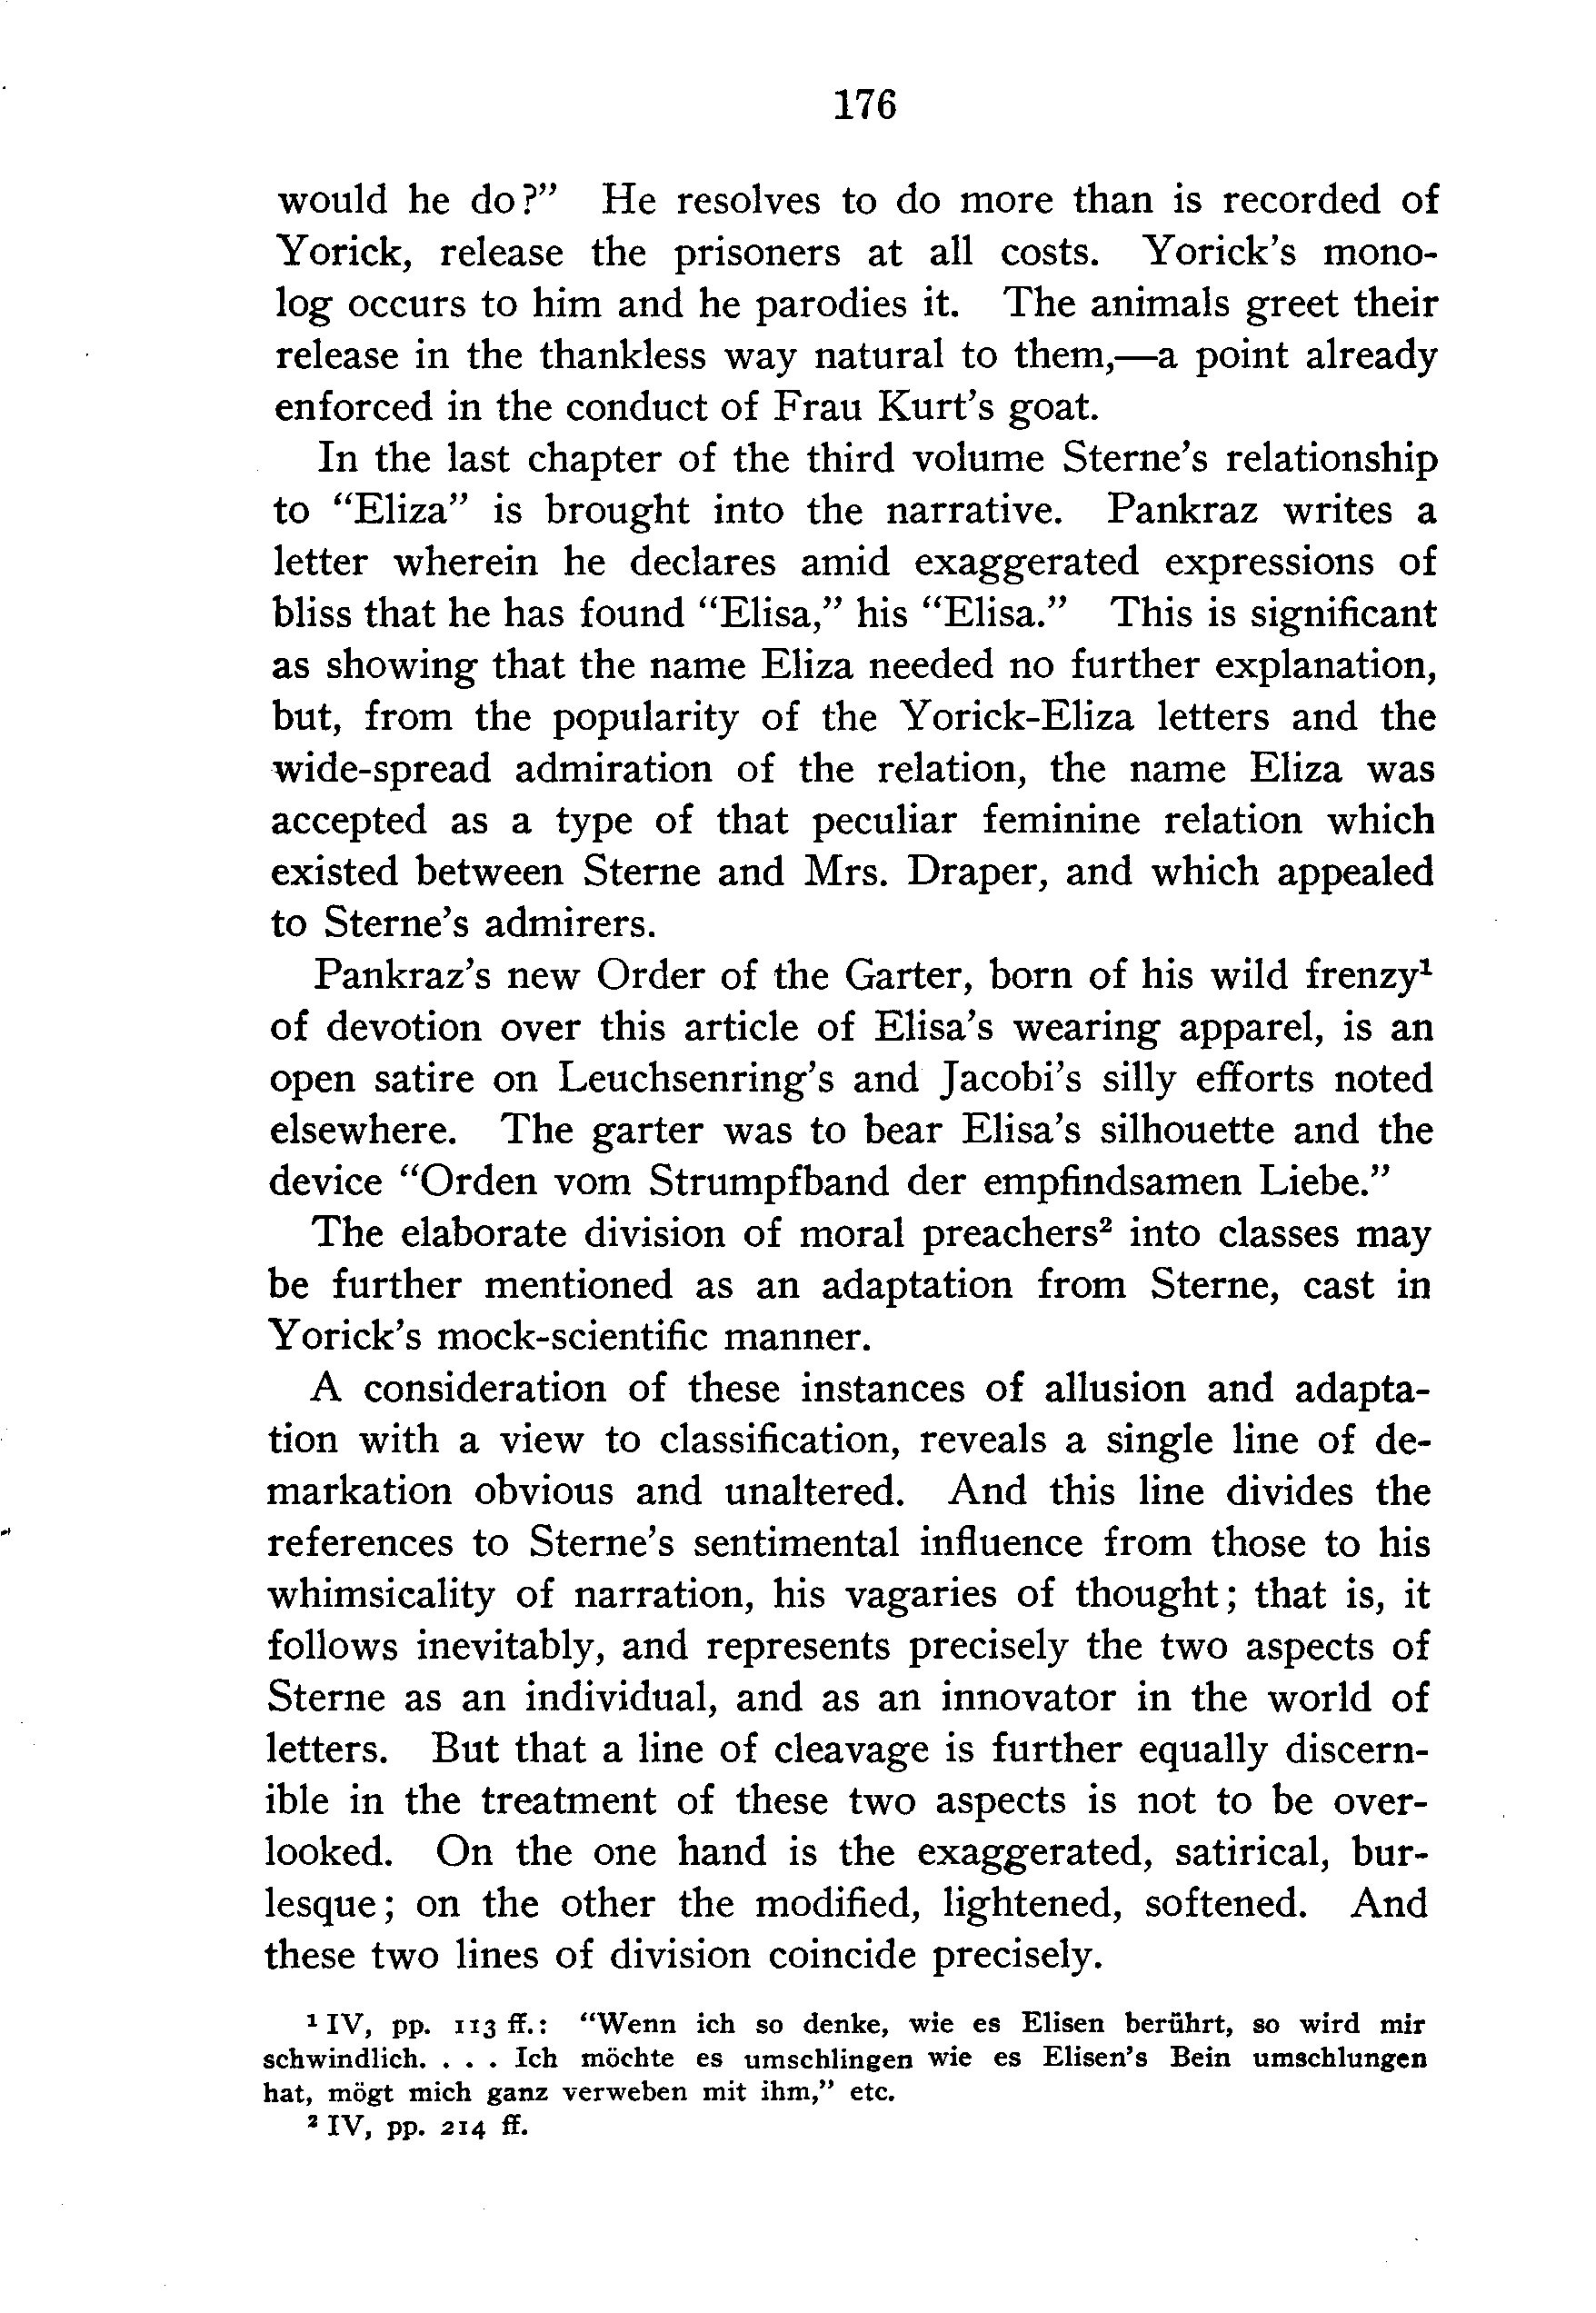 176
would he do?” He resolves to do more than is recorded of
Yorick, release the prisoners at all costs. Yorick’s mono-
log occurs to him and he parodies it. The animals greet their
release in the thankless way natural to them,—a point already
enforced in the conduct of Frau Kurt’s goat.
In the last chapter of the third volume Sterne’s relationship
to “Eliza” is brought into the narrative. Pankraz writes a
letter wherein he declares amid exaggerated expressions of
bliss that he has found “Elisa,” his “Elisa.” This is significant
as showing that the name Eliza needed no further explanation,
but, from the popularity of the Yorick-Eliza letters and the
wide-spread admiration of the relation, the name Eliza was
accepted as a type of that peculiar feminine relation which
existed between Sterne and Mrs. Draper, and which appealed
to Sterne’s admirers.
Pankraz’s new Order of the Garter, born of his wild frenzy¹
of devotion over this article of Elisa’s wearing apparel, is an
open satire on Leuchsenring’s and Jacobi’s silly efforts noted
elsewhere. The garter was to bear Elisa’s silhouette and the
device “Orden vom Strumpfband der empfindsamen Liebe.”
The elaborate division of moral preachers² into classes may
be further mentioned as an adaptation from Sterne, cast in
Yorick’s mock-scientific manner.
A consideration of these instances of allusion and adapta-
tion with a view to classification, reveals a single line of de-
markation obvious and unaltered. And this line divides the
references to Sterne’s sentimental influence from those to his
whimsicality of narration, his vagaries of thought; that is, it
follows inevitably, and represents precisely the two aspects of
Sterne as an individual, and as an innovator in the world of
letters. But that a line of cleavage is further equally discern-
ible in the treatment of these two aspects is not to be over-
looked. On the one hand is the exaggerated, satirical, bur-
lesque; on the other the modified, lightened, softened. And
these two lines of division coincide precisely.
¹ IV, pp. 113 ff.: “Wenn ich so denke, wie es Elisen berührt, so wird mir
schwindlich. . . . Ich möchte es umschlingen wie es Elisen’s Bein umschlungen
hat, mögt mich ganz verweben mit ihm,” etc.
² IV, pp. 214 ff.